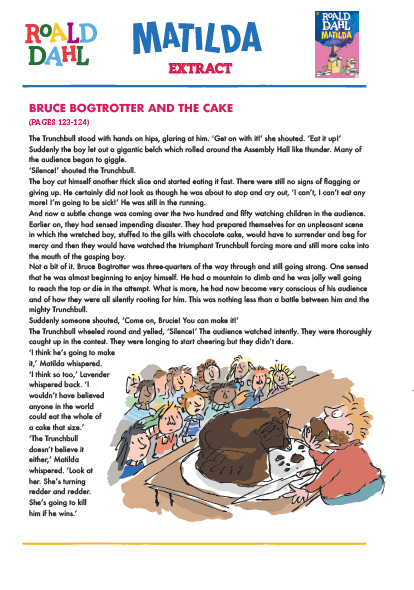 ROALD
DAHL
MATILDA
EXTRACT
ROALD
DAHL
MATILDA
BRUCE BOGTROTTER AND THE CAKE
(PAGES 123-124)
The Trunchbull stood with hands on hips, glaring at him. ‘Get on with it!’ she shouted. ‘Eat it up!’
Suddenly the boy let out a gigantic belch which rolled around the Assembly Hall like thunder. Many of
the audience began to giggle.
‘Silence!’ shouted the Trunchbull.
The boy cut himself another thick slice and started eating it fast. There were still no signs of flagging or
giving up. He certainly did not look as though he was about to stop and cry out, ‘I can’t, I can’t eat any
more! I’m going to be sick!’ He was still in the running.
And now a subtle change was coming over the two hundred and fifty watching children in the audience.
Earlier on, they had sensed impending disaster. They had prepared themselves for an unpleasant scene
in which the wretched boy, stuffed to the gills with chocolate cake, would have to surrender and beg for
mercy and then they would have watched the triumphant Trunchbull forcing more and still more cake into
the mouth of the gasping boy.
Not a bit of it. Bruce Bogtrotter was three-quarters of the way through and still going strong. One sensed
that he was almost beginning to enjoy himself. He had a mountain to climb and he was jolly well going
to reach the top or die in the attempt. What is more, he had now become very conscious of his audience
and of how they were all silently rooting for him. This was nothing less than a battle between him and the
mighty Trunchbull.
Suddenly someone shouted, ‘Come on, Brucie! You can make it!’
The Trunchbull wheeled round and yelled, ‘Silence!’ The audience watched intently. They were thoroughly
caught up in the contest. They were longing to start cheering but they didn’t dare.
‘I think he’s going to make
it,’ Matilda whispered.
‘I think so too,’ Lavender
whispered back. ‘I
wouldn’t have believed
anyone in the world
could eat the whole of
a cake that size.’
‘The Trunchbull
doesn’t believe it
either,’ Matilda
whispered. ‘Look at
her. She’s turning
redder and redder.
She’s going to kill
him if he wins.’